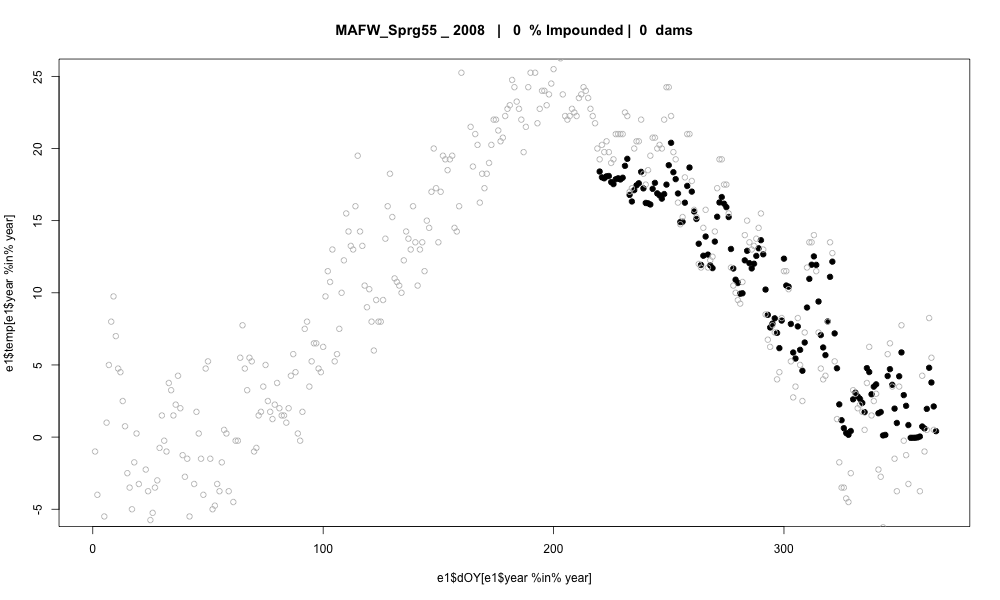 MAFW_Sprg55 _ 2008 | 0 % Impounded | 0 dams
e1$temp[e1$year %in% year]
25
20
15
10
5
0
-5
0 100 200 300
e1$dOY[e1$year %in% year]